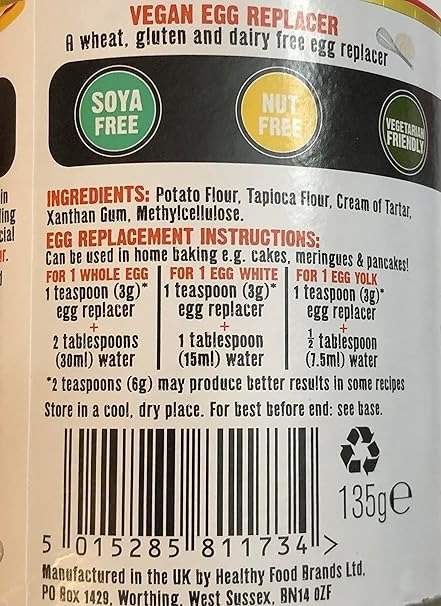 VEGAN EGG REPLACER
A wheat, gluten and dairy free egg replacer
SOYA
FREE
NUT
FREE
VEGETARIAN
FRIENDLY
INGREDIENTS: Potato Flour, Tapioca Flour, Cream of Tartar,
Xanthan Gum, Methylcellulose.
EGG REPLACEMENT INSTRUCTIONS:
Can be used in home baking e.g. cakes, meringues & pancakes!
FOR 1 WHOLE EGG
1 teaspoon (3g)*
egg replacer
+
2 tablespoons
(30ml) water
FOR 1 EGG WHITE
1 teaspoon (3g)*
egg replacer
+
1 tablespoon
(15ml) water
FOR 1 EGG YOLK
1 teaspoon (3g)*
egg replacer
+
½ tablespoon
(7.5ml) water
*2 teaspoons (6g) may produce better results in some recipes
Store in a cool, dry place. For best before end: see base.
135g℮
5 015285 811734 >
Manufactured in the UK by Healthy Food Brands Ltd.
PO Box 1429, Worthing, West Sussex, BN14 0ZF